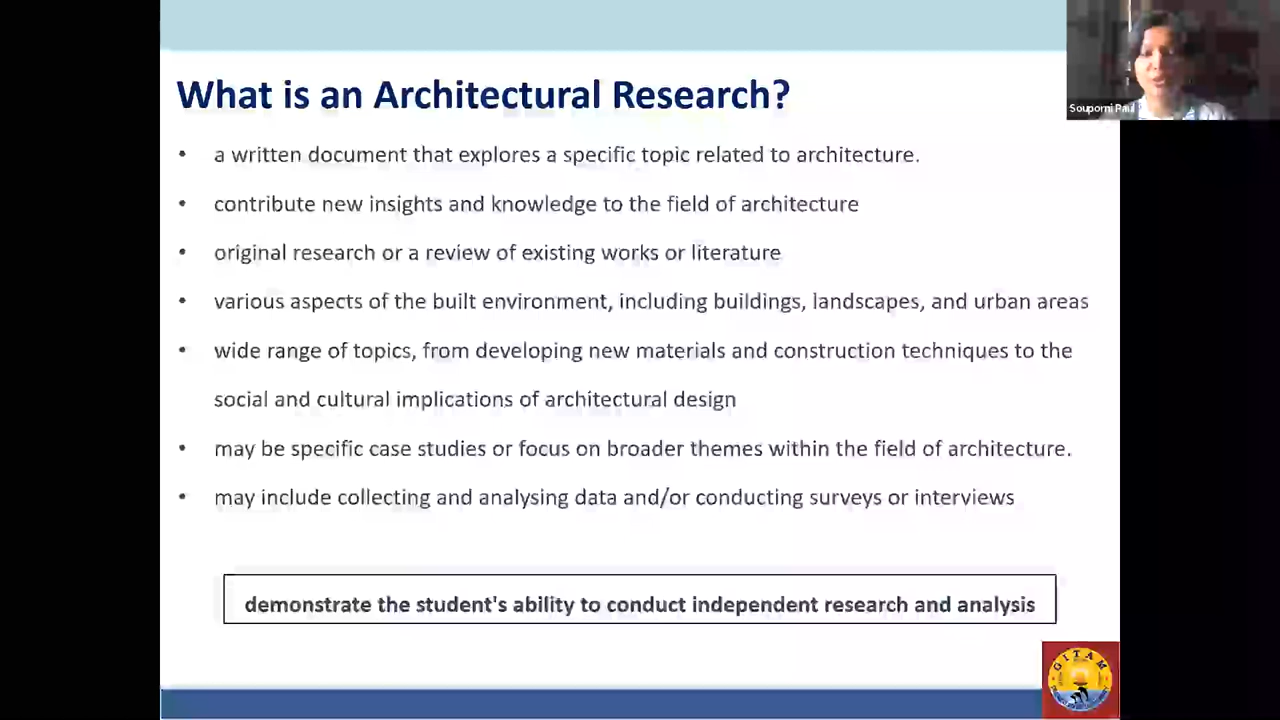 What is an Architectural Research?
Souporni Paul
• a written document that explores a specific topic related to architecture.
• contribute new insights and knowledge to the field of architecture
• original research or a review of existing works or literature
• various aspects of the built environment, including buildings, landscapes, and urban areas
• wide range of topics, from developing new materials and construction techniques to the
social and cultural implications of architectural design
• may be specific case studies or focus on broader themes within the field of architecture.
• may include collecting and analysing data and/or conducting surveys or interviews
demonstrate the student's ability to conduct independent research and analysis
GITAM